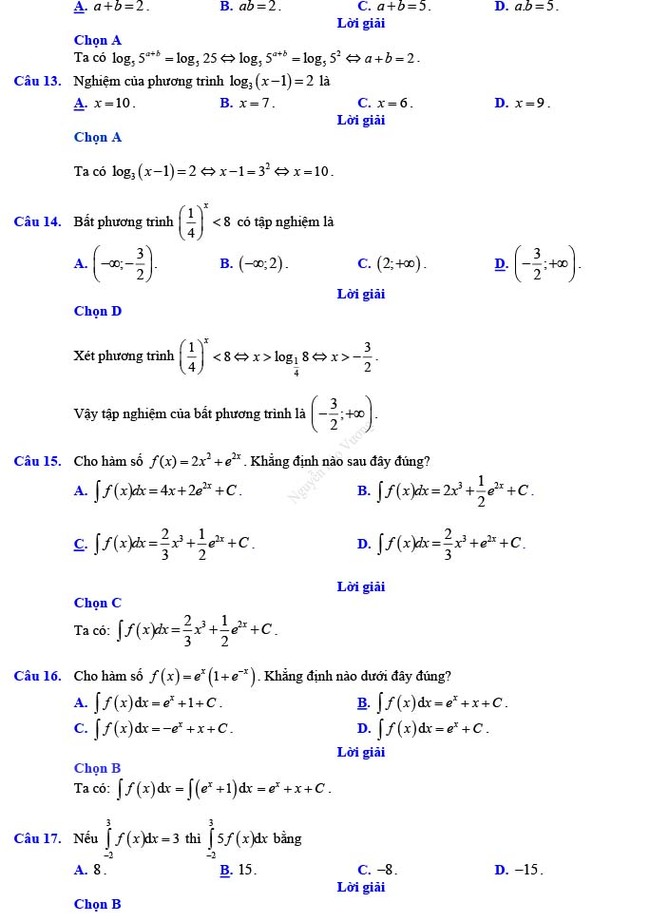 A. a+b=2. B. ab=2. C. a+b=5. D. a.b=5.
Lời giải
Chọn A
Ta có log₅ 5^(a+b) = log₅ 25 ⇔ log₅ 5^(a+b) = log₅ 5² ⇔ a+b=2.
Câu 13. Nghiệm của phương trình log₃(x−1)=2 là
A. x=10. B. x=7. C. x=6. D. x=9.
Lời giải
Chọn A
Ta có log₃(x−1)=2 ⇔ x−1=3² ⇔ x=10.
Câu 14. Bất phương trình (1/4)^x < 8 có tập nghiệm là
A. (−∞;−3/2). B. (−∞;2). C. (2;+∞). D. (−3/2;+∞).
Lời giải
Chọn D
Xét phương trình (1/4)^x < 8 ⇔ x > log_(1/4) 8 ⇔ x > −3/2.
Vậy tập nghiệm của bất phương trình là (−3/2;+∞).
Câu 15. Cho hàm số f(x)=2x²+e^(2x). Khẳng định nào sau đây đúng?
A. ∫f(x)dx=4x+2e^(2x)+C. B. ∫f(x)dx=2x³+1/2 e^(2x)+C.
C. ∫f(x)dx=2/3 x³+1/2 e^(2x)+C. D. ∫f(x)dx=2/3 x³+e^(2x)+C.
Lời giải
Chọn C
Ta có: ∫f(x)dx=2/3 x³+1/2 e^(2x)+C.
Câu 16. Cho hàm số f(x)=e^x(1+e^(−x)). Khẳng định nào dưới đây đúng?
A. ∫f(x)dx=e^x+1+C. B. ∫f(x)dx=e^x+x+C.
C. ∫f(x)dx=−e^x+x+C. D. ∫f(x)dx=e^x+C.
Lời giải
Chọn B
Ta có: ∫f(x)dx=∫(e^x+1)dx=e^x+x+C.
Câu 17. Nếu ∫_(−2)^3 f(x)dx=3 thì ∫_(−2)^3 5f(x)dx bằng
A. 8. B. 15. C. −8. D. −15.
Lời giải
Chọn B